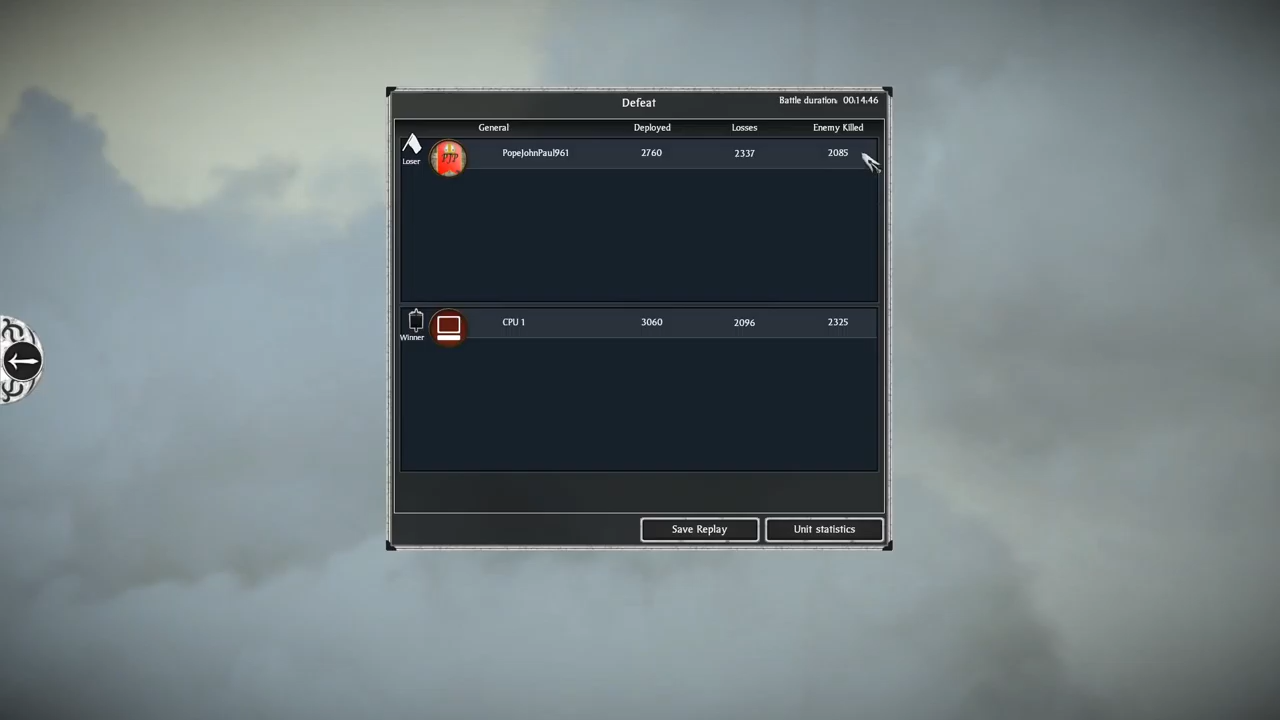 Defeat
Battle duration: 00:14:46
General Deployed Losses Enemy Killed
Loser
PJP
PopeJohnPaul961 2760 2337 2085
Winner
CPU 1 3060 2096 2325
Save Replay Unit statistics